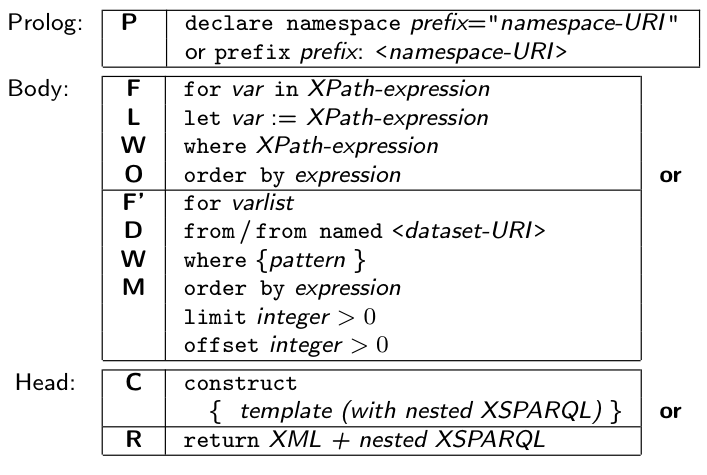 Prolog: P declare namespace prefix="namespace-URI"
or prefix prefix: <namespace-URI>
Body: F for var in XPath-expression
L let var := XPath-expression
W where XPath-expression
O order by expression or
F' for varlist
D from / from named <dataset-URI>
W where {pattern }
M order by expression
limit integer > 0
offset integer > 0
Head: C construct
{ template (with nested XSPARQL) } or
R return XML + nested XSPARQL